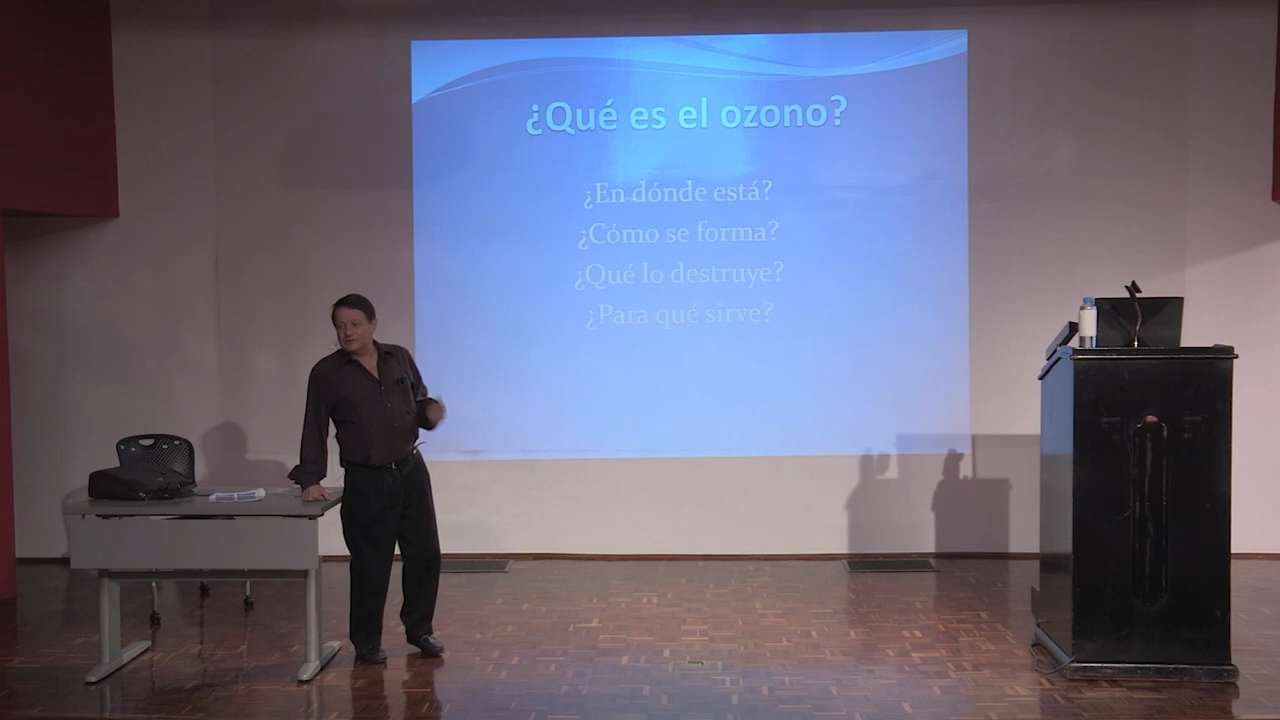 ¿Qué es el ozono?
¿En dónde está?
¿Cómo se forma?
¿Qué lo destruye?
¿Para qué sirve?